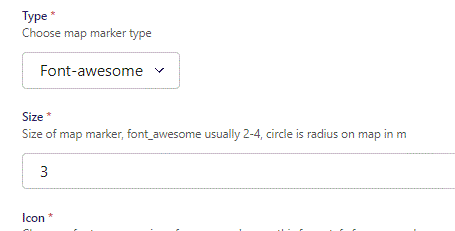 Type *
Choose map marker type
Font-awesome
Size *
Size of map marker, font_awesome usually 2-4, circle is radius on map in m
3
Icon *